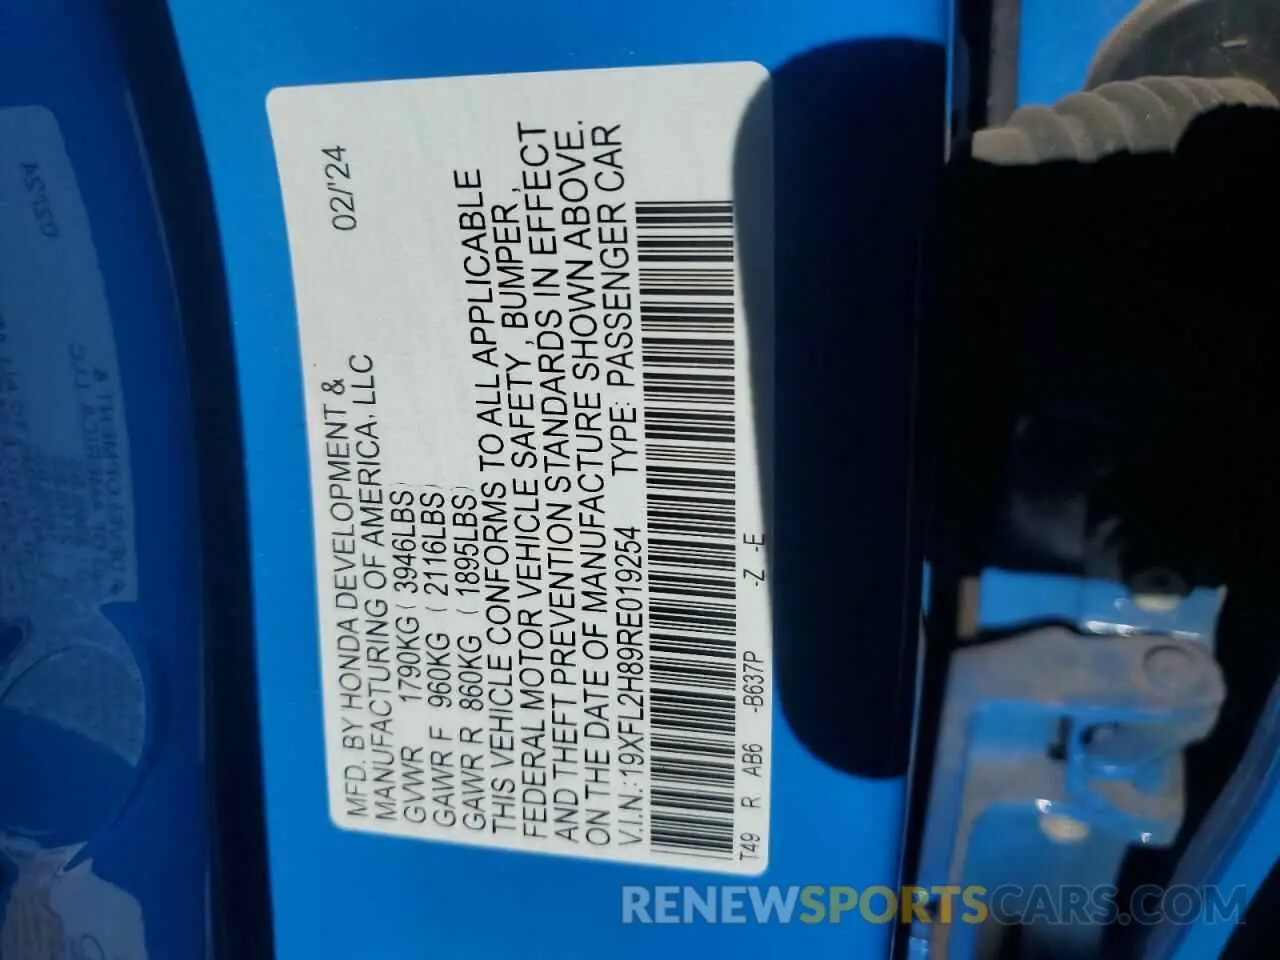 02/'24
MFD. BY HONDA DEVELOPMENT &
MANUFACTURING OF AMERICA, LLC
GVWR 1790KG (3946LBS)
GAWR F 960KG (2116LBS)
GAWR R 860KG (1895LBS)
THIS VEHICLE CONFORMS TO ALL APPLICABLE
FEDERAL MOTOR VEHICLE SAFETY, BUMPER,
AND THEFT PREVENTION STANDARDS IN EFFECT
ON THE DATE OF MANUFACTURE SHOWN ABOVE.
V.I.N.:19XFL2H89RE019254 TYPE: PASSENGER CAR
T49 R AB6 -B637P -Z -E
RENEWSPORTSCARS.COM